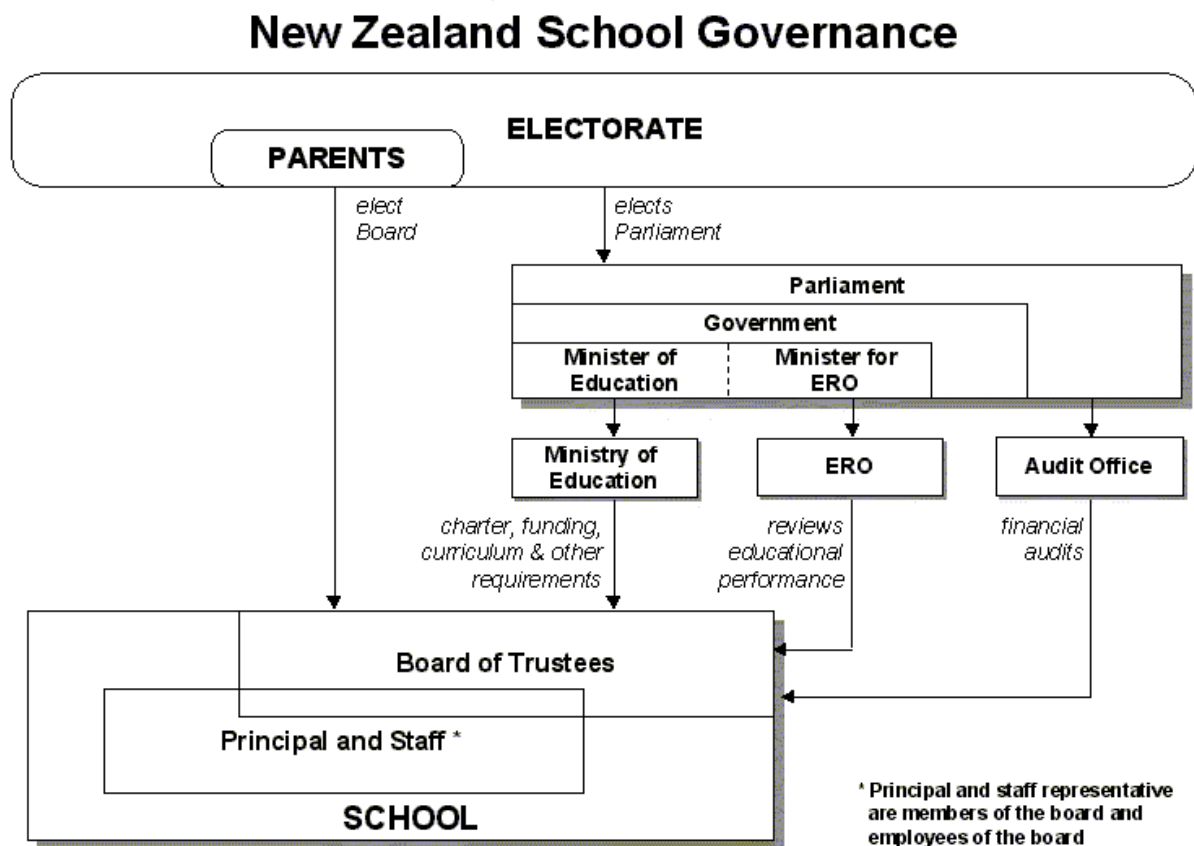 New Zealand School Governance
ELECTORATE
PARENTS
elect
Board
elects
Parliament
Parliament
Government
Minister of
Education
Minister for
ERO
Ministry of
Education
ERO
Audit Office
charter, funding,
curriculum & other
requirements
reviews
educational
performance
financial
audits
Board of Trustees
Principal and Staff *
SCHOOL
* Principal and staff representative
are members of the board and
employees of the board